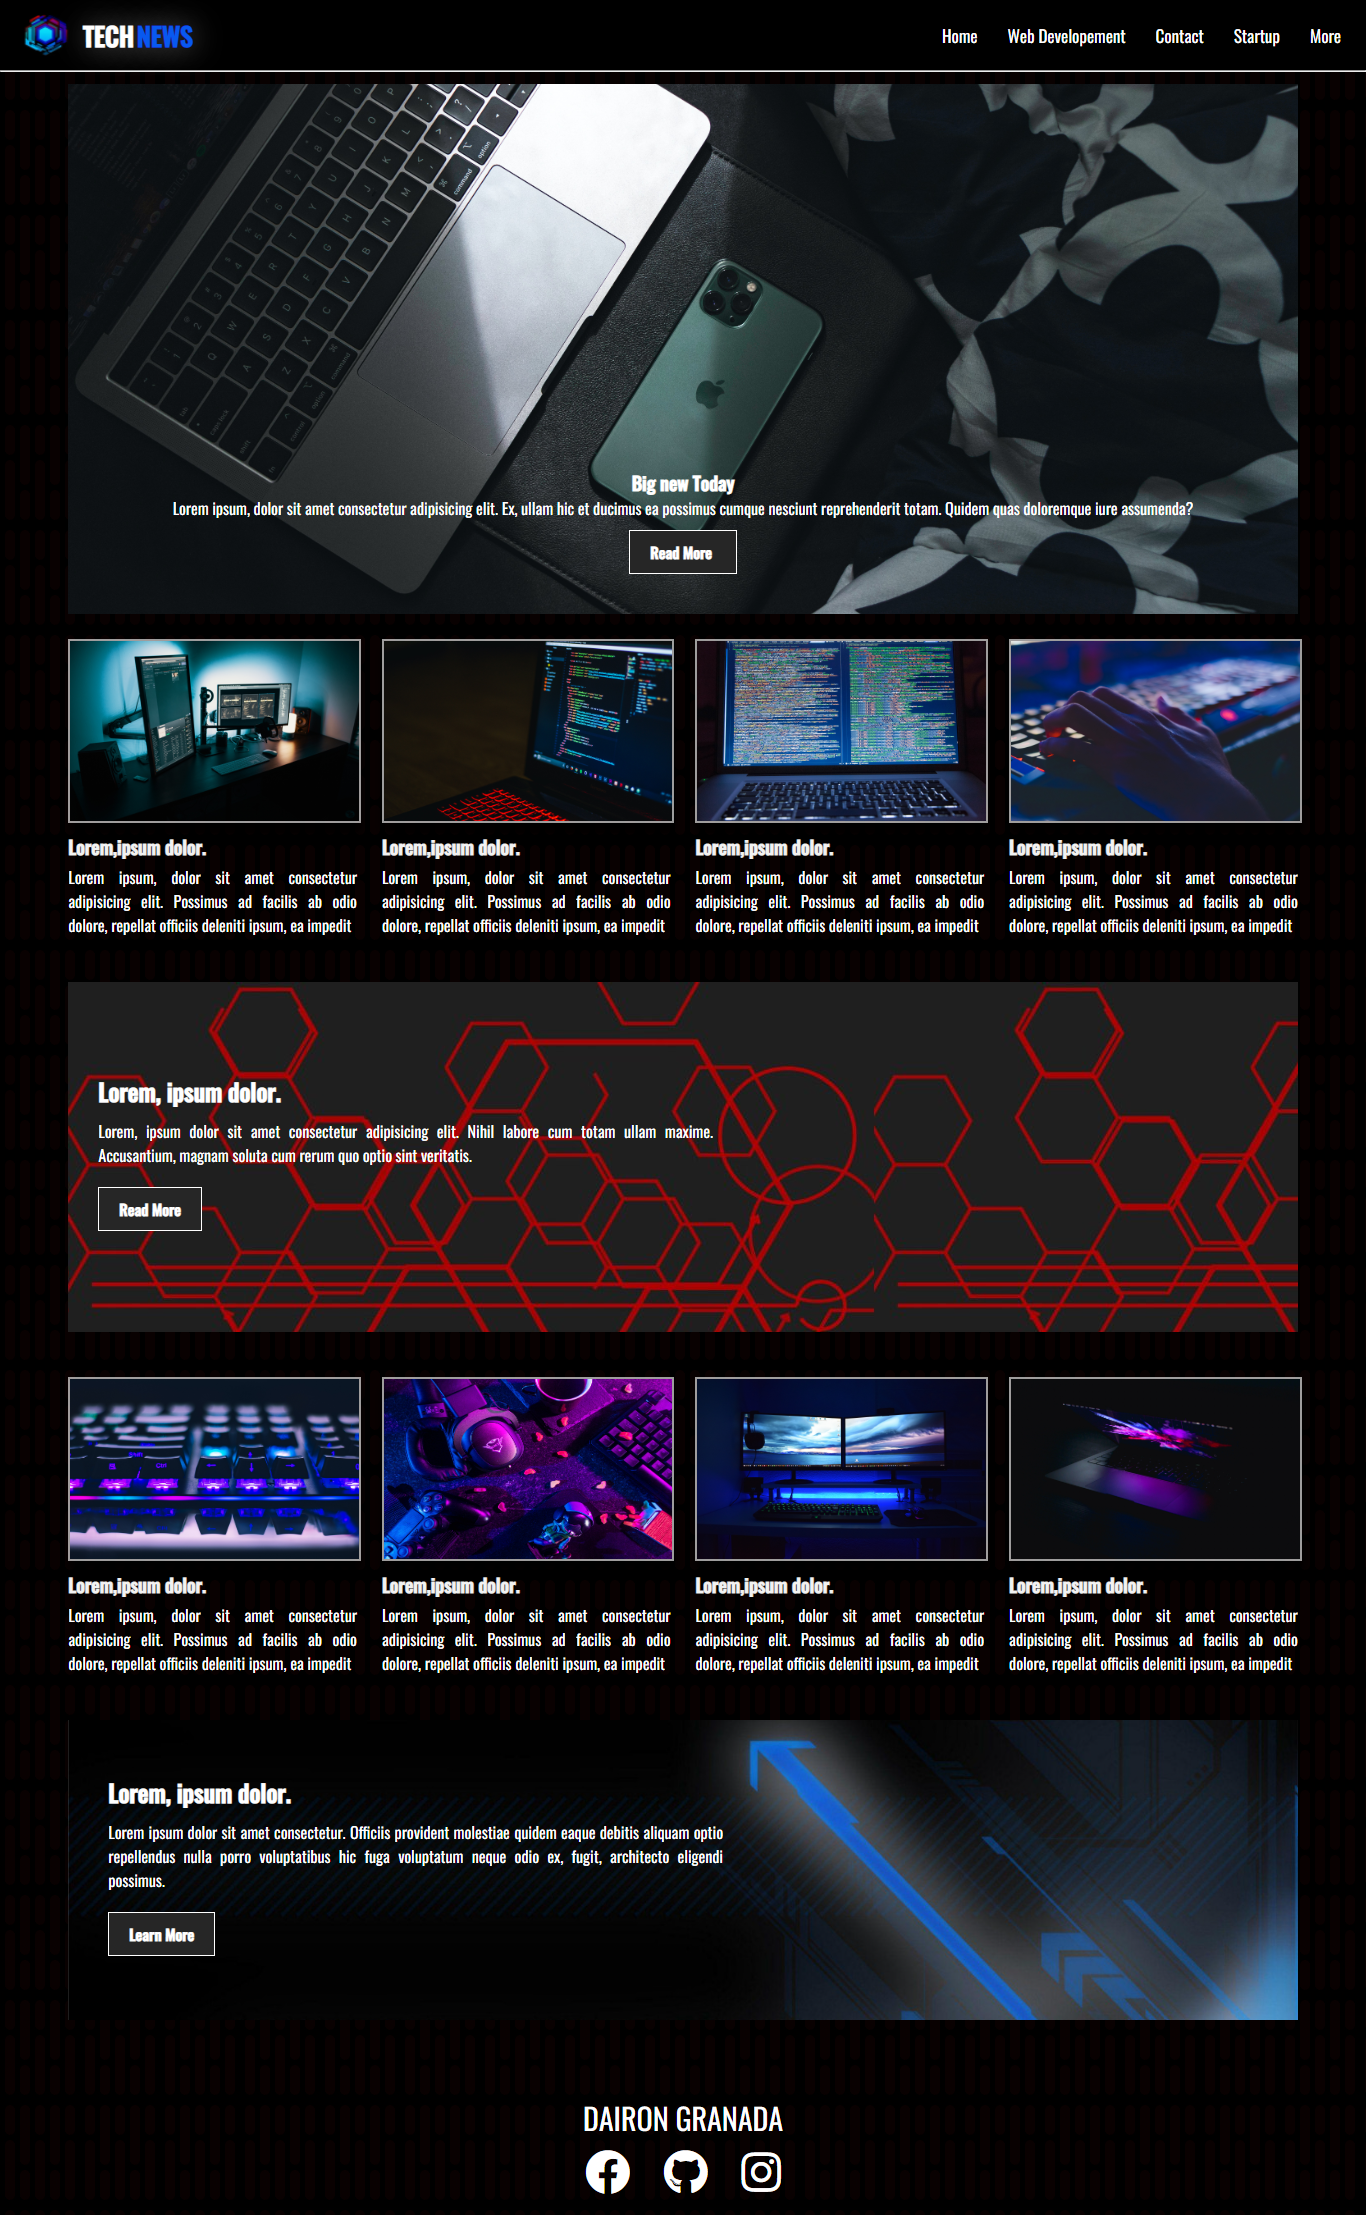 TECH NEWS
Home Web Developement Contact Startup More
option
command
Big new Today
Lorem ipsum, dolor sit amet consectetur adipisicing elit. Ex, ullam hic et ducimus ea possimus cumque nesciunt reprehenderit totam. Quidem quas doloremque iure assumenda?
Read More
Lorem,ipsum dolor.
Lorem ipsum, dolor sit amet consectetur
adipisicing elit. Possimus ad facilis ab odio
dolore, repellat officiis deleniti ipsum, ea impedit
Lorem,ipsum dolor.
Lorem ipsum, dolor sit amet consectetur
adipisicing elit. Possimus ad facilis ab odio
dolore, repellat officiis deleniti ipsum, ea impedit
Lorem,ipsum dolor.
Lorem ipsum, dolor sit amet consectetur
adipisicing elit. Possimus ad facilis ab odio
dolore, repellat officiis deleniti ipsum, ea impedit
Lorem,ipsum dolor.
Lorem ipsum, dolor sit amet consectetur
adipisicing elit. Possimus ad facilis ab odio
dolore, repellat officiis deleniti ipsum, ea impedit
Lorem, ipsum dolor.
Lorem, ipsum dolor sit amet consectetur adipisicing elit. Nihil labore cum totam ullam maxime.
Accusantium, magnam soluta cum rerum quo optio sint veritatis.
Read More
Lorem,ipsum dolor.
Lorem ipsum, dolor sit amet consectetur
adipisicing elit. Possimus ad facilis ab odio
dolore, repellat officiis deleniti ipsum, ea impedit
Lorem,ipsum dolor.
Lorem ipsum, dolor sit amet consectetur
adipisicing elit. Possimus ad facilis ab odio
dolore, repellat officiis deleniti ipsum, ea impedit
Lorem,ipsum dolor.
Lorem ipsum, dolor sit amet consectetur
adipisicing elit. Possimus ad facilis ab odio
dolore, repellat officiis deleniti ipsum, ea impedit
Lorem,ipsum dolor.
Lorem ipsum, dolor sit amet consectetur
adipisicing elit. Possimus ad facilis ab odio
dolore, repellat officiis deleniti ipsum, ea impedit
Lorem, ipsum dolor.
Lorem ipsum dolor sit amet consectetur. Officiis provident molestiae quidem eaque debitis aliquam optio
repellendus nulla porro voluptatibus hic fuga voluptatum neque odio ex, fugit, architecto eligendi
possimus.
Learn More
DAIRON GRANADA